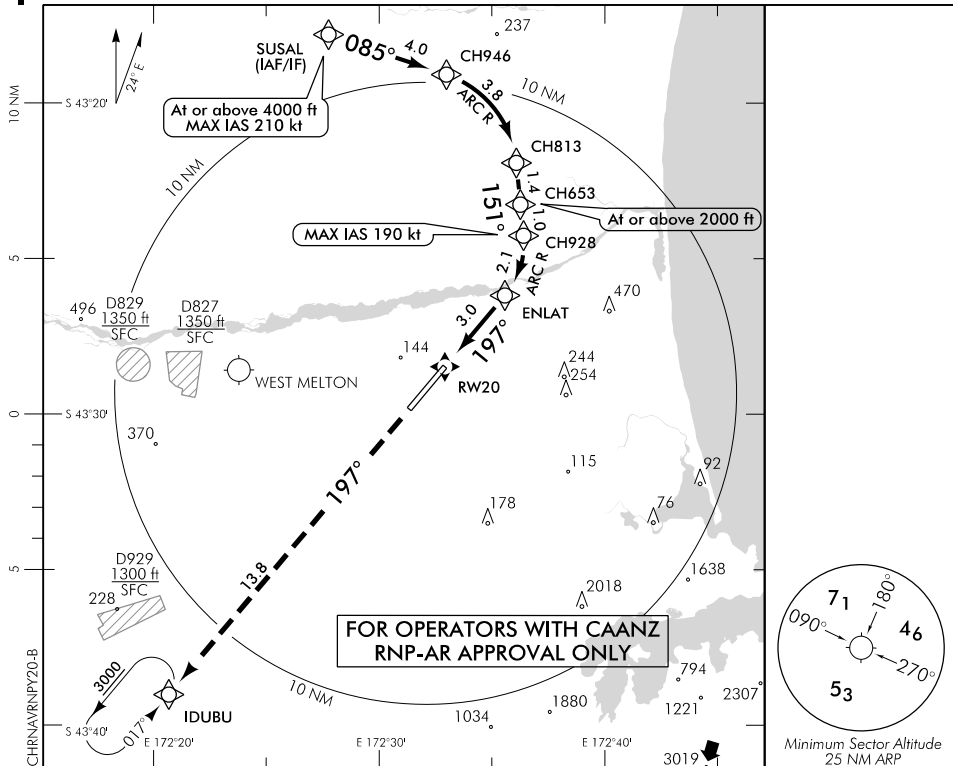 237
SUSAL
(IAF/IF)
085°
4.0
CH946
24° E
10 NM
S 43°20'
At or above 4000 ft
MAX IAS 210 kt
ARC R
3.8
10 NM
10 NM
CH813
1.4
CH653
151°
1.0
At or above 2000 ft
MAX IAS 190 kt
CH928
5
2.1
ARC R
470
496
D829
1350 ft
SFC
D827
1350 ft
SFC
ENLAT
3.0
197°
144
244
254
WEST MELTON
RW20
0
S 43°30'
370
197°
115
92
178
76
5
D929
1300 ft
SFC
228
13.8
2018
1638
FOR OPERATORS WITH CAANZ
RNP-AR APPROVAL ONLY
71
180°
090°
46
270°
53
3000
IDUBU
10 NM
794
2307
1880
1221
1034
017°
S 43°40'
E 172°20'
E 172°30'
E 172°40'
3019
CHRNAVRNPY20-B
Minimum Sector Altitude
25 NM ARP